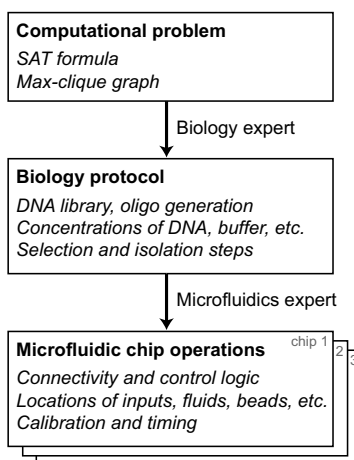 Computational problem
SAT formula
Max-clique graph
Biology expert
Biology protocol
DNA library, oligo generation
Concentrations of DNA, buffer, etc.
Selection and isolation steps
Microfluidics expert
Microfluidic chip operations
chip 1
2
3
Connectivity and control logic
Locations of inputs, fluids, beads, etc.
Calibration and timing